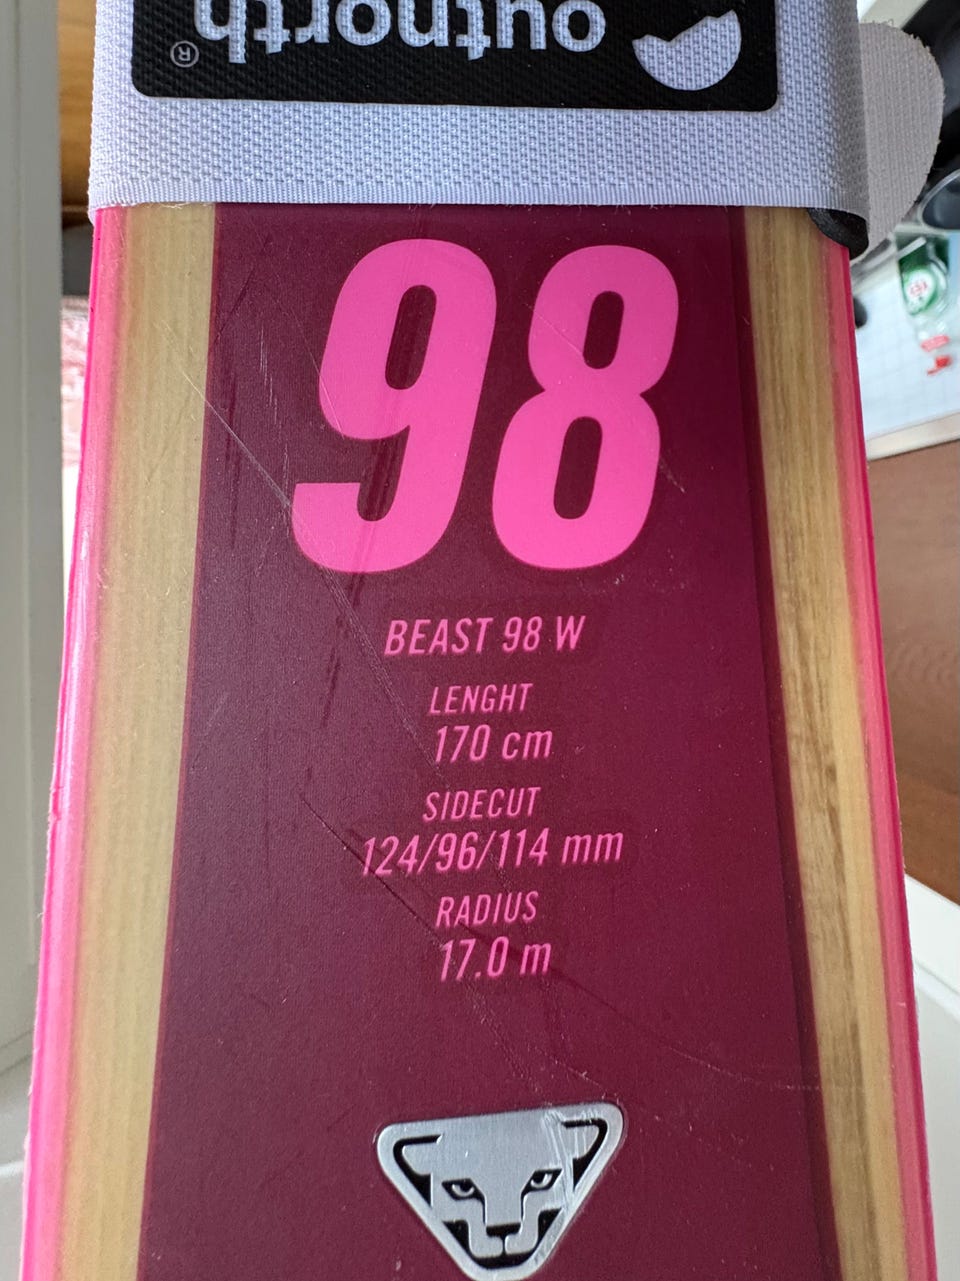 outnorth®
98
BEAST 98 W
LENGHT
170 cm
SIDECUT
124/96/114 mm
RADIUS
17.0 m